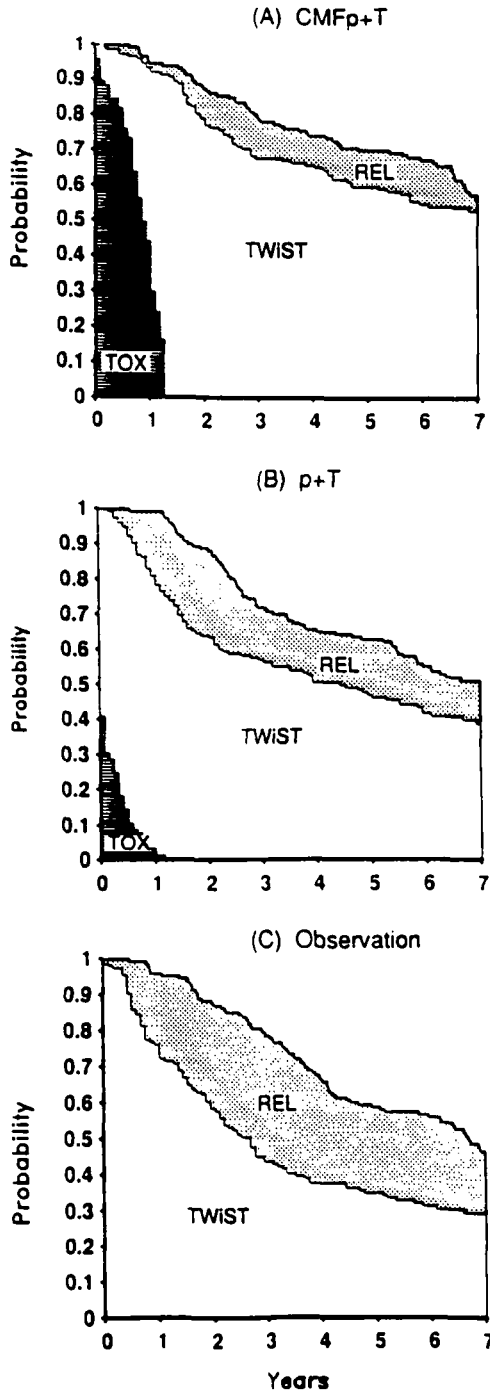 (A) CMFp+T
Probability
1
0.9
0.8
0.7
0.6
0.5
0.4
0.3
0.2
0.1
0
REL
TWiST
TOX
0 1 2 3 4 5 6 7
(B) p+T
Probability
1
0.9
0.8
0.7
0.6
0.5
0.4
0.3
0.2
0.1
0
REL
TWiST
TOX
0 1 2 3 4 5 6 7
(C) Observation
Probability
1
0.9
0.8
0.7
0.6
0.5
0.4
0.3
0.2
0.1
0
REL
TWiST
0 1 2 3 4 5 6 7
Years